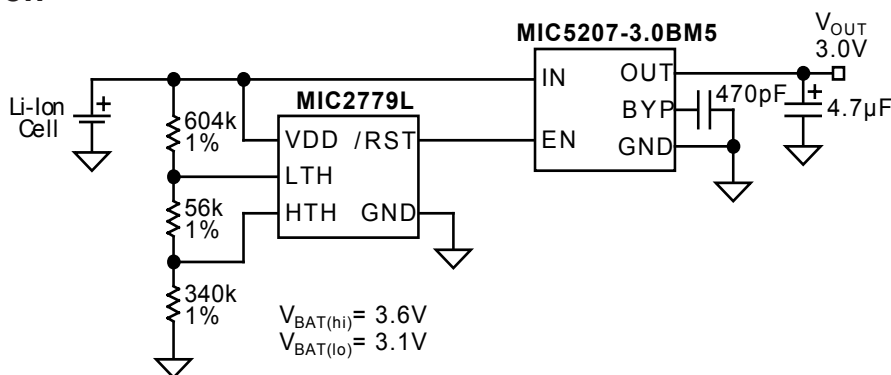 MIC5207-3.0BM5
VOUT
3.0V
IN
OUT
470pF
BYP
4.7µF
EN
GND
Li-Ion
Cell
+
604k
1%
MIC2779L
VDD
/RST
LTH
56k
1%
HTH
GND
340k
1%
VBAT(hi)= 3.6V
VBAT(lo)= 3.1V
+